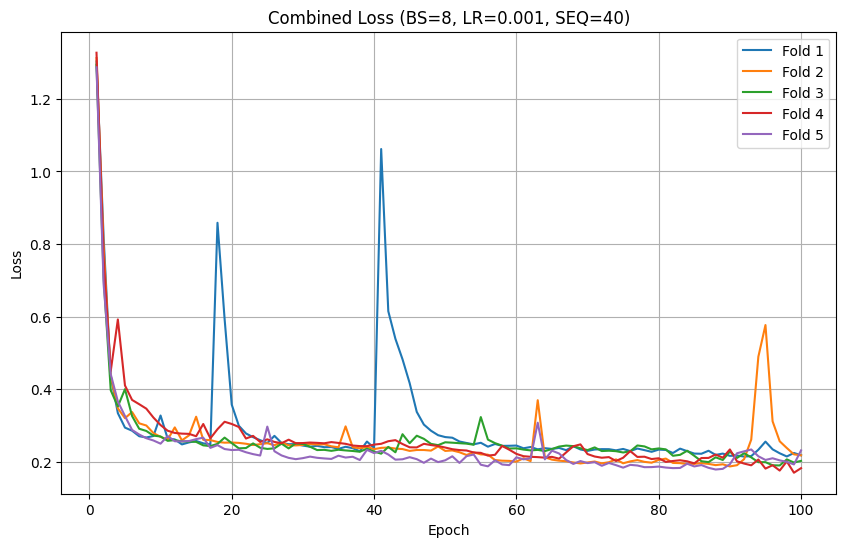 Combined Loss (BS=8, LR=0.001, SEQ=40)
Fold 1
Fold 2
Fold 3
Fold 4
Fold 5
1.2
1.0
0.8
0.6
0.4
0.2
Loss
0 20 40 60 80 100
Epoch